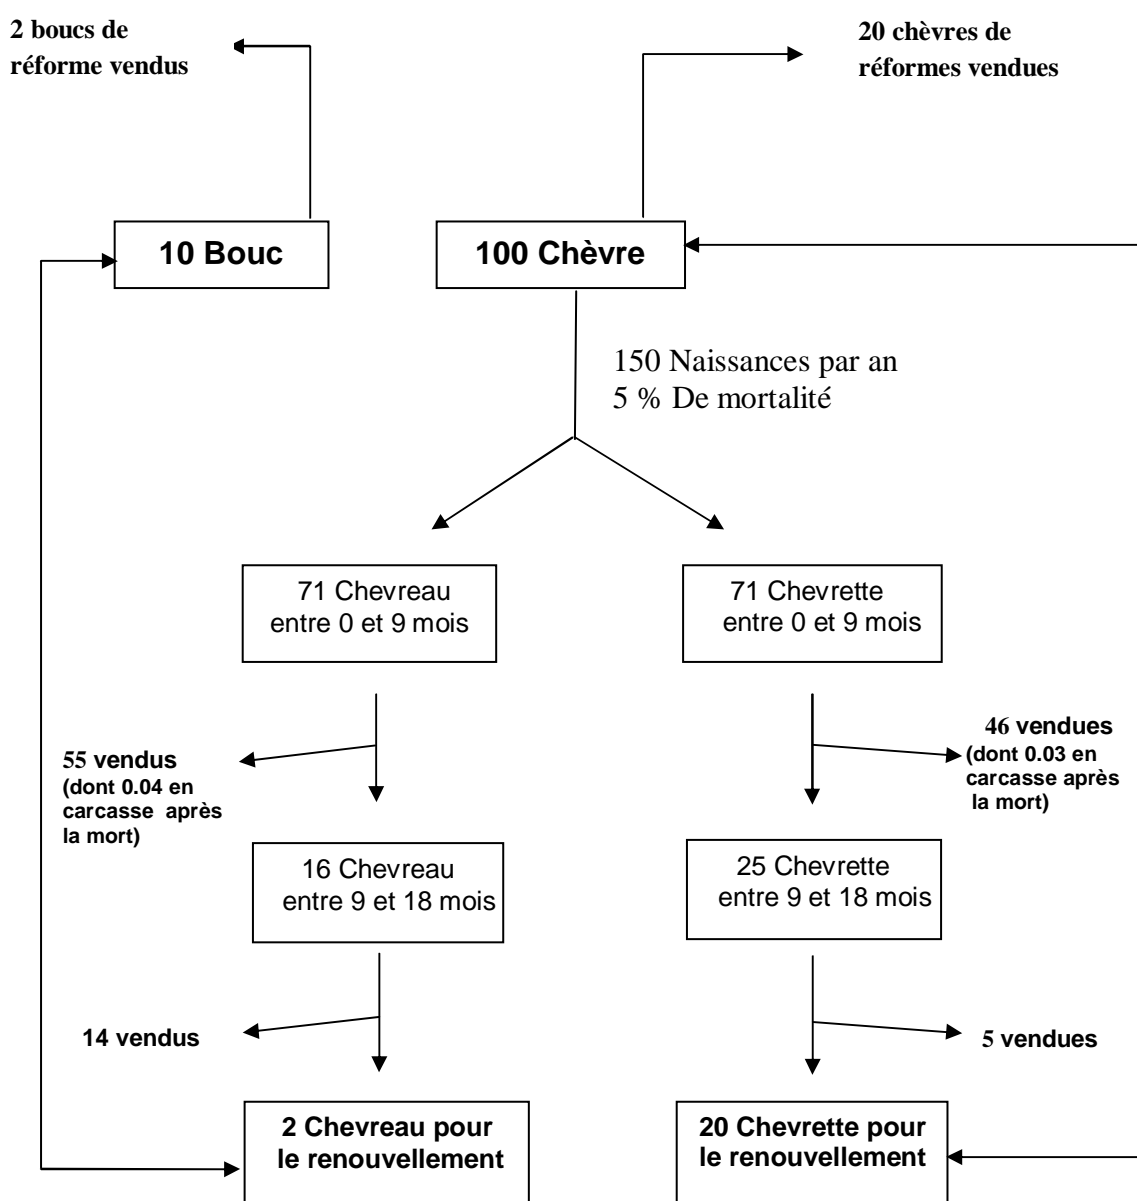 2 boucs de
réforme vendus
20 chèvres de
réformes vendues
10 Bouc
100 Chèvre
150 Naissances par an
5 % De mortalité
71 Chevreau
entre 0 et 9 mois
71 Chevrette
entre 0 et 9 mois
55 vendus
(dont 0.04 en
carcasse après
la mort)
46 vendues
(dont 0.03 en
carcasse après
la mort)
16 Chevreau
entre 9 et 18 mois
25 Chevrette
entre 9 et 18 mois
14 vendus
5 vendues
2 Chevreau pour
le renouvellement
20 Chevrette pour
le renouvellement